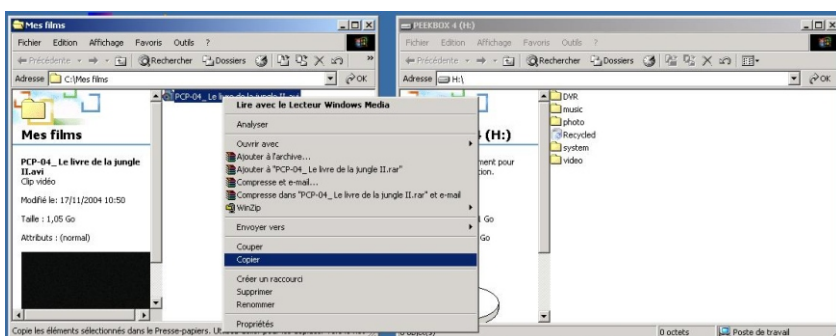 Mes films
Fichier Edition Affichage Favoris Outils ?
Précédente Rechercher Dossiers »
Adresse C:\Mes films OK
PCP-04_ Le livre de la jungle II.avi
Mes films
PCP-04_ Le livre de la jungle
II.avi
Clip vidéo
Modifié le: 17/11/2004 10:50
Taille : 1,05 Go
Attributs : (normal)
Copie les éléments sélectionnés dans le Presse-papiers.
Lire avec le Lecteur Windows Media
Analyser
Ouvrir avec
Ajouter à l'archive...
Ajouter à "PCP-04_ Le livre de la jungle II.rar"
Compresse et e-mail...
Compresse dans "PCP-04_ Le livre de la jungle II.rar" et e-mail
WinZip
Envoyer vers
Couper
Copier
Créer un raccourci
Supprimer
Renommer
Propriétés
PEEKBOX 4 (H:)
Fichier Edition Affichage Favoris Outils ?
Précédente Rechercher Dossiers
Adresse H:\ OK
(H:)
pour
Go
Go
DVR
music
photo
Recycled
system
video
0 octets Poste de travail